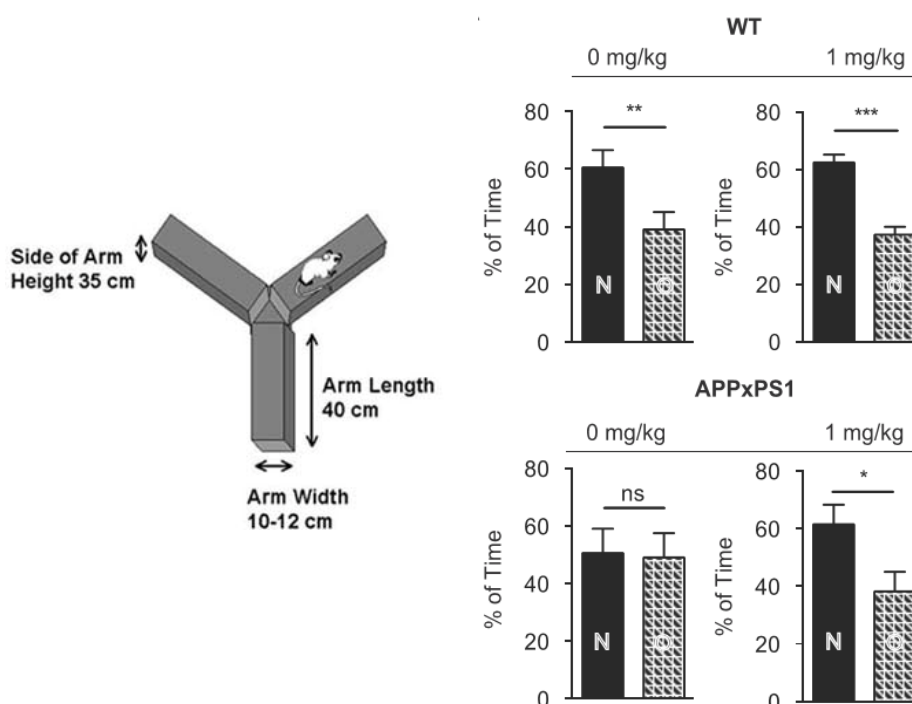 Side of Arm
Height 35 cm
Arm Length
40 cm
Arm Width
10-12 cm
WT
0 mg/kg
1 mg/kg
% of Time
80
60
40
20
0
**
N
O
% of Time
80
60
40
20
0
***
N
O
APPxPS1
0 mg/kg
1 mg/kg
% of Time
80
60
40
20
0
ns
N
O
% of Time
80
60
40
20
0
*
N
O